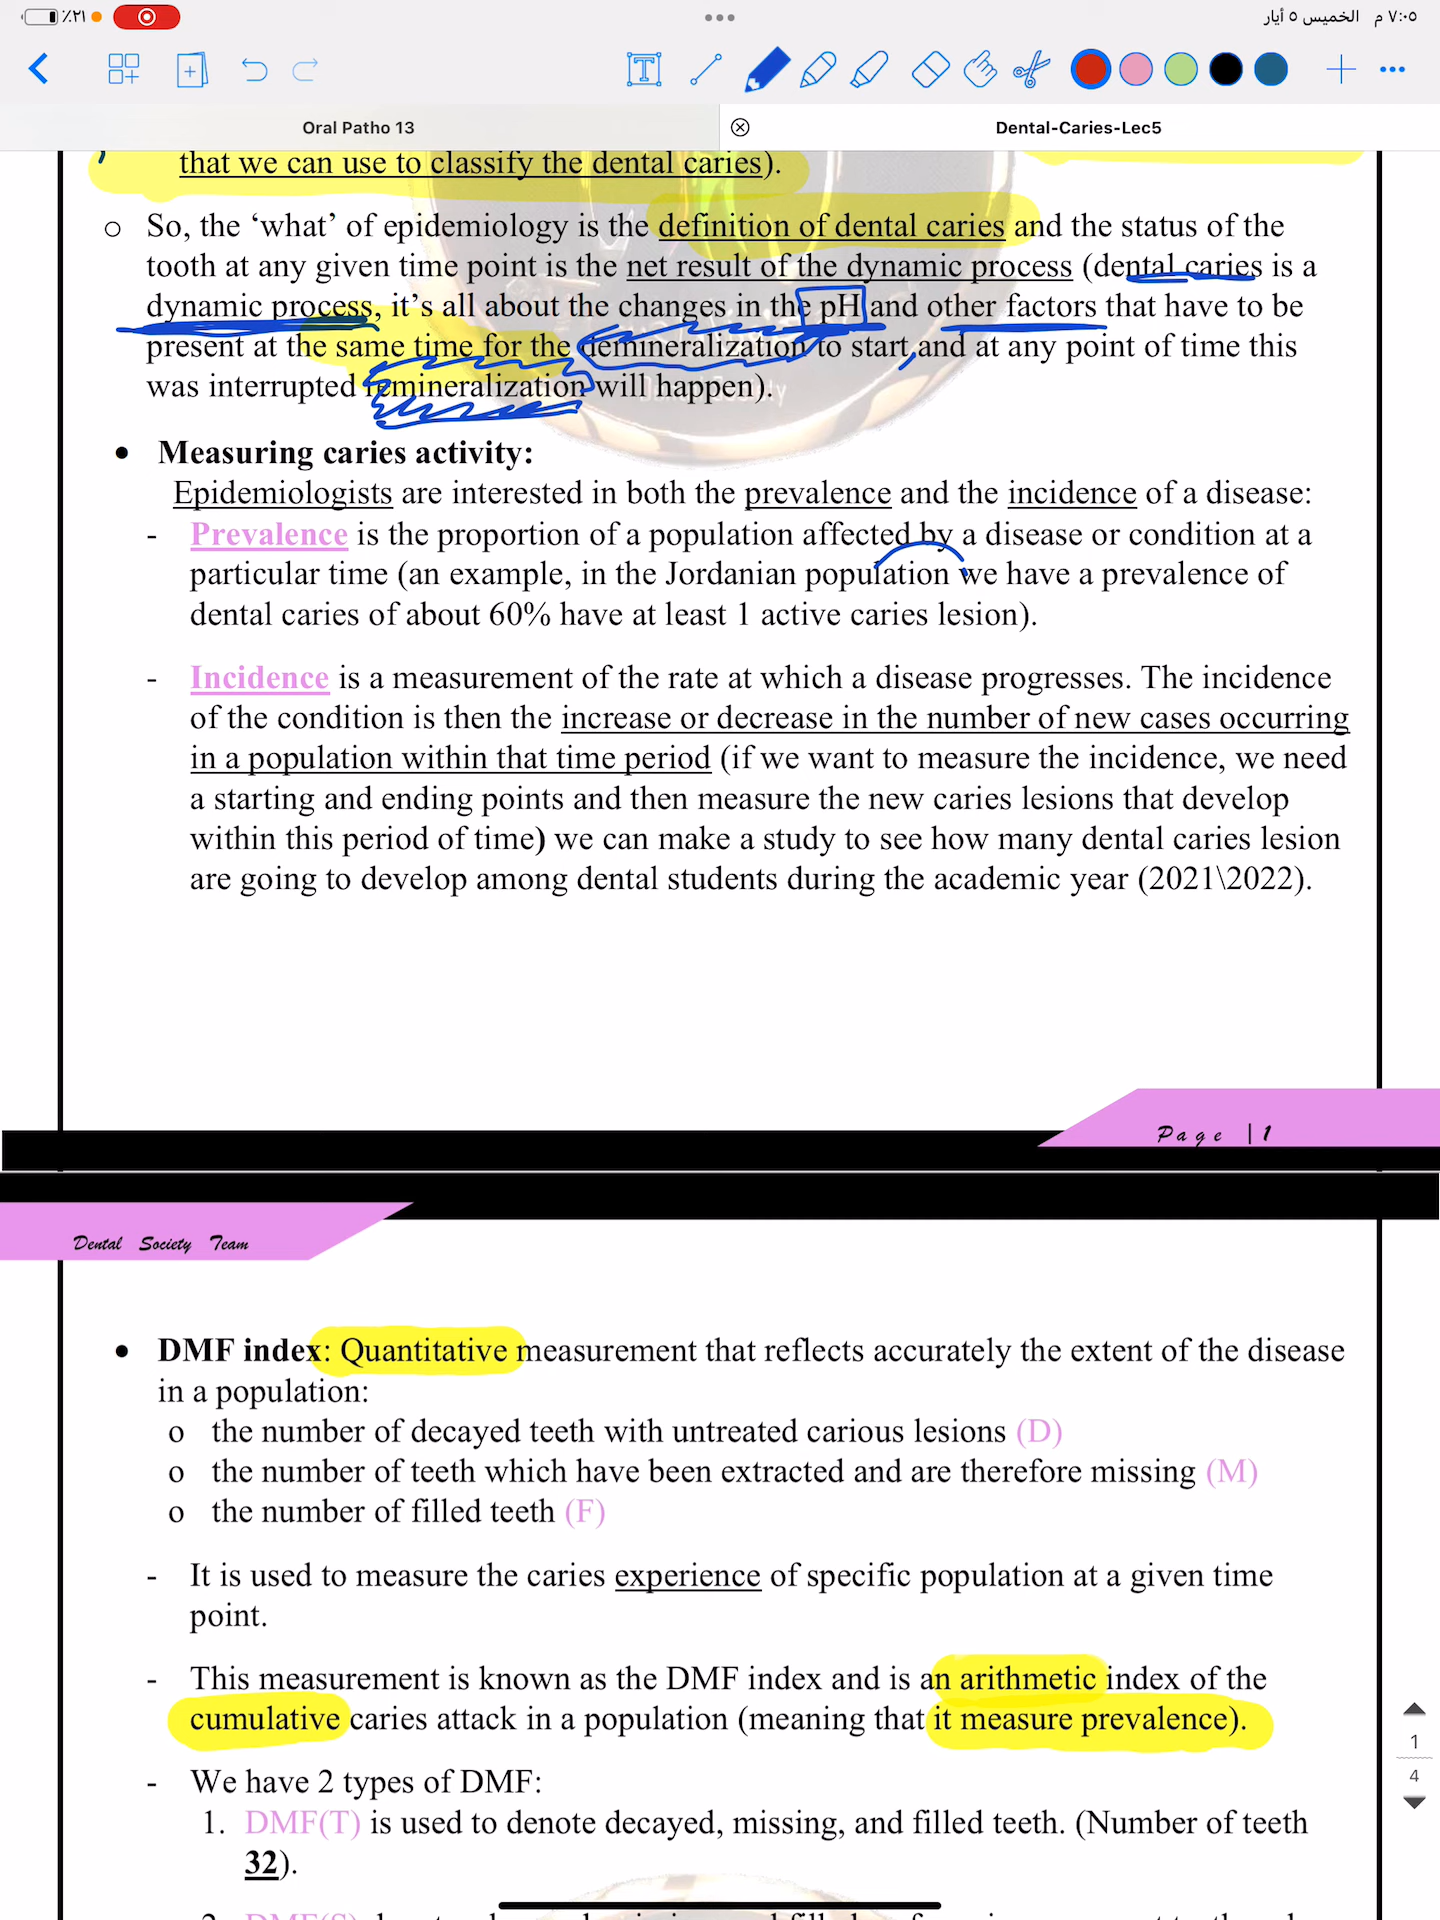 ٪٢١
٧:٠٥ م الخميس ٥ أيار
Oral Patho 13
Dental-Caries-Lec5
that we can use to classify the dental caries).
o So, the ‘what’ of epidemiology is the definition of dental caries and the status of the
tooth at any given time point is the net result of the dynamic process (dental caries is a
dynamic process, it’s all about the changes in the pH and other factors that have to be
present at the same time for the demineralization to start, and at any point of time this
was interrupted remineralization will happen).
• Measuring caries activity:
Epidemiologists are interested in both the prevalence and the incidence of a disease:
- Prevalence is the proportion of a population affected by a disease or condition at a
particular time (an example, in the Jordanian population we have a prevalence of
dental caries of about 60% have at least 1 active caries lesion).
- Incidence is a measurement of the rate at which a disease progresses. The incidence
of the condition is then the increase or decrease in the number of new cases occurring
in a population within that time period (if we want to measure the incidence, we need
a starting and ending points and then measure the new caries lesions that develop
within this period of time) we can make a study to see how many dental caries lesion
are going to develop among dental students during the academic year (2021\2022).
Page | 1
Dental Society Team
• DMF index: Quantitative measurement that reflects accurately the extent of the disease
in a population:
o the number of decayed teeth with untreated carious lesions (D)
o the number of teeth which have been extracted and are therefore missing (M)
o the number of filled teeth (F)
- It is used to measure the caries experience of specific population at a given time
point.
- This measurement is known as the DMF index and is an arithmetic index of the
cumulative caries attack in a population (meaning that it measure prevalence).
- We have 2 types of DMF:
1. DMF(T) is used to denote decayed, missing, and filled teeth. (Number of teeth
32).
1
4